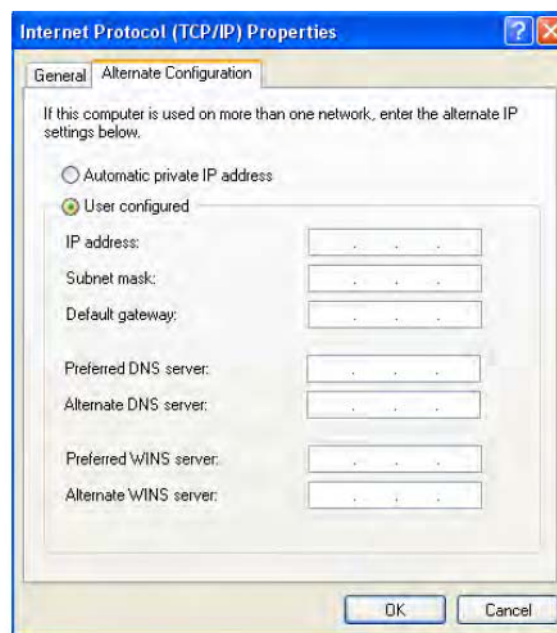 Internet Protocol (TCP/IP) Properties
General Alternate Configuration
If this computer is used on more than one network, enter the alternate IP
settings below.
Automatic private IP address
User configured
IP address:
Subnet mask:
Default gateway:
Preferred DNS server:
Alternate DNS server:
Preferred WINS server:
Alternate WINS server:
OK Cancel